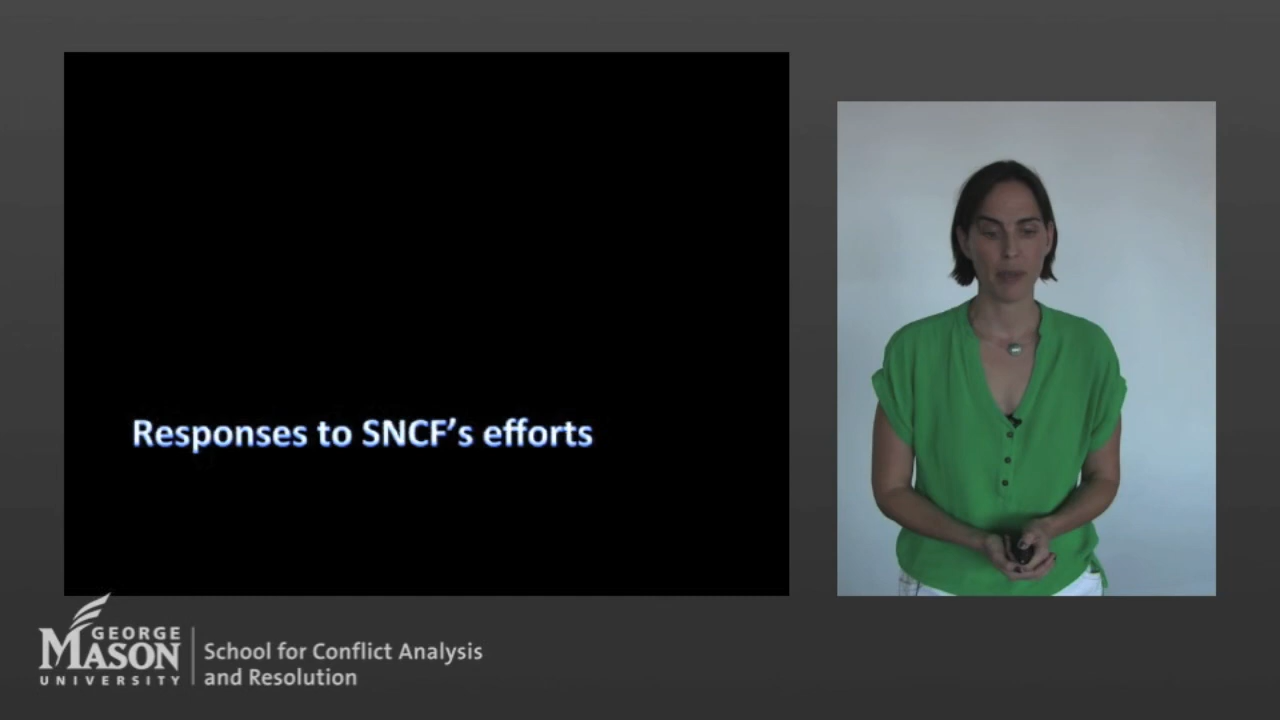 Responses to SNCF's efforts
GEORGE
MASON
UNIVERSITY
School for Conflict Analysis
and Resolution